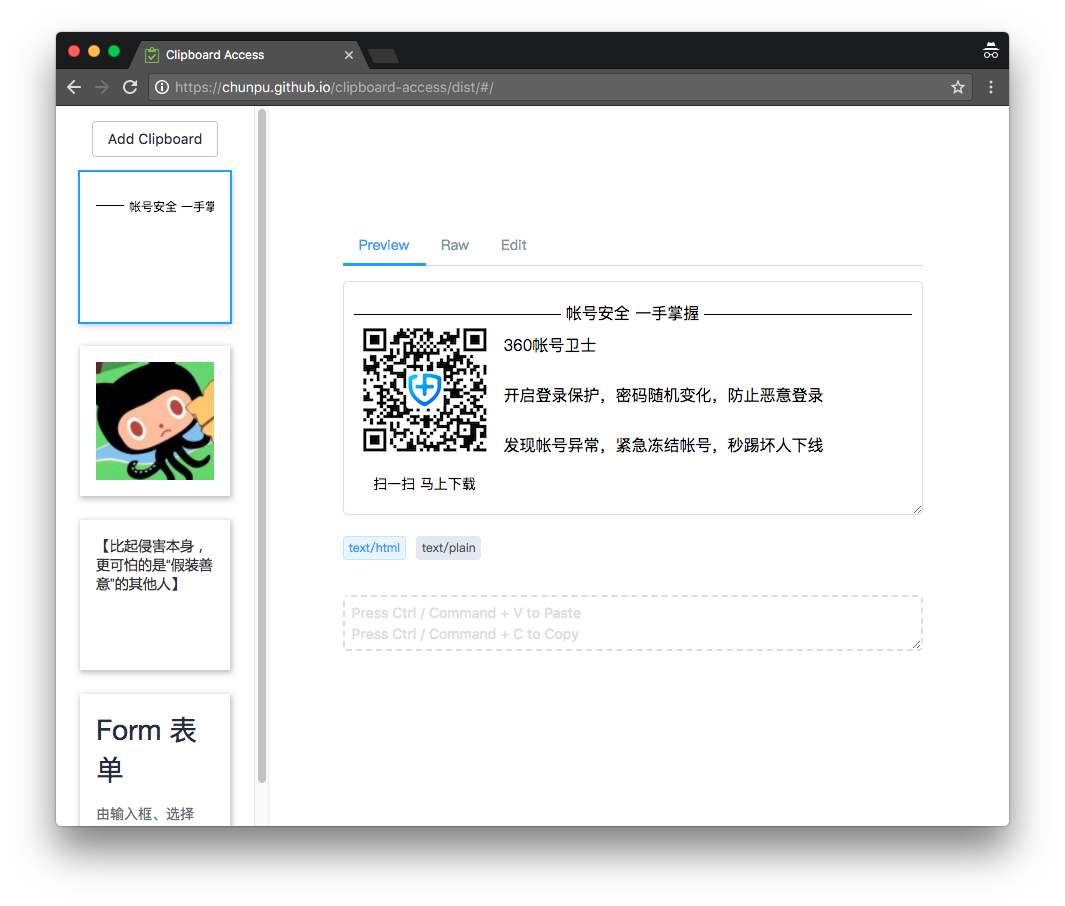 Clipboard Access
https://chunpu.github.io/clipboard-access/dist/#/
Add Clipboard
帐号安全 一手掌
【比起侵害本身，
更可怕的是"假装善
意"的其他人】
Form 表
单
由输入框、选择
Preview Raw Edit
帐号安全 一手掌握
360帐号卫士
开启登录保护，密码随机变化，防止恶意登录
发现帐号异常，紧急冻结帐号，秒踢坏人下线
扫一扫 马上下载
text/html text/plain
Press Ctrl / Command + V to Paste
Press Ctrl / Command + C to Copy